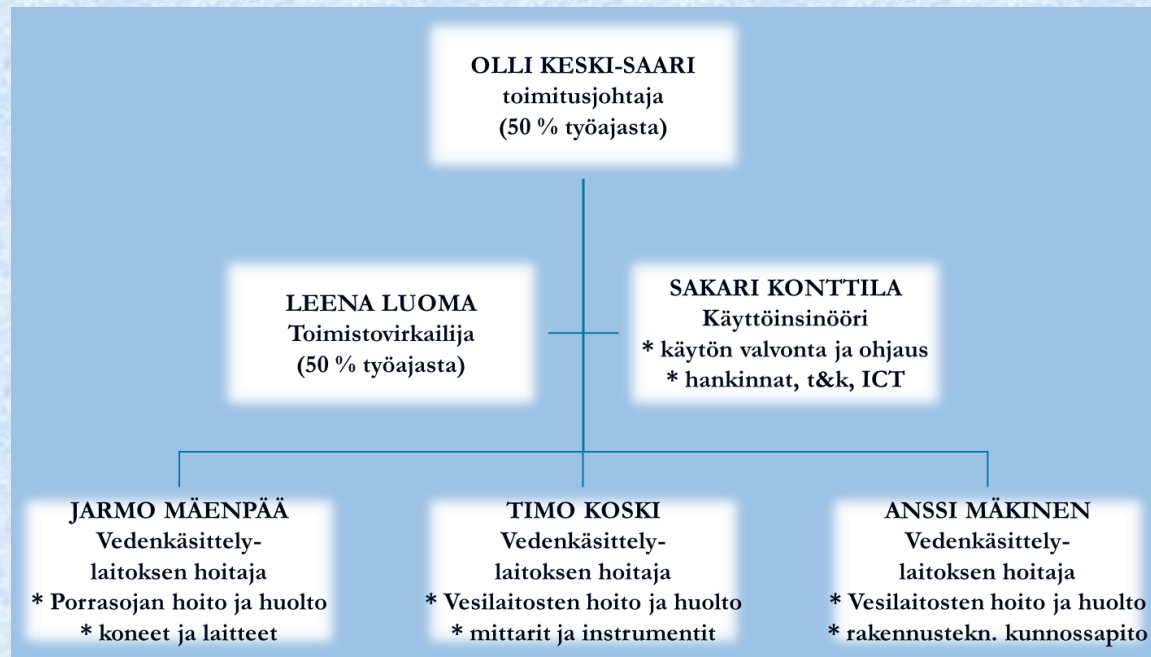 OLLI KESKI-SAARI
toimitusjohtaja
(50 % työajasta)
LEENA LUOMA
Toimistovirkailija
(50 % työajasta)
SAKARI KONTTILA
Käyttöinsinööri
* käytön valvonta ja ohjaus
* hankinnat, t&k, ICT
JARMO MÄENPÄÄ
Vedenkäsittely-
laitoksen hoitaja
* Porrasojan hoito ja huolto
* koneet ja laitteet
TIMO KOSKI
Vedenkäsittely-
laitoksen hoitaja
* Vesilaitosten hoito ja huolto
* mittarit ja instrumentit
ANSSI MÄKINEN
Vedenkäsittely-
laitoksen hoitaja
* Vesilaitosten hoito ja huolto
* rakennustekn. kunnossapito